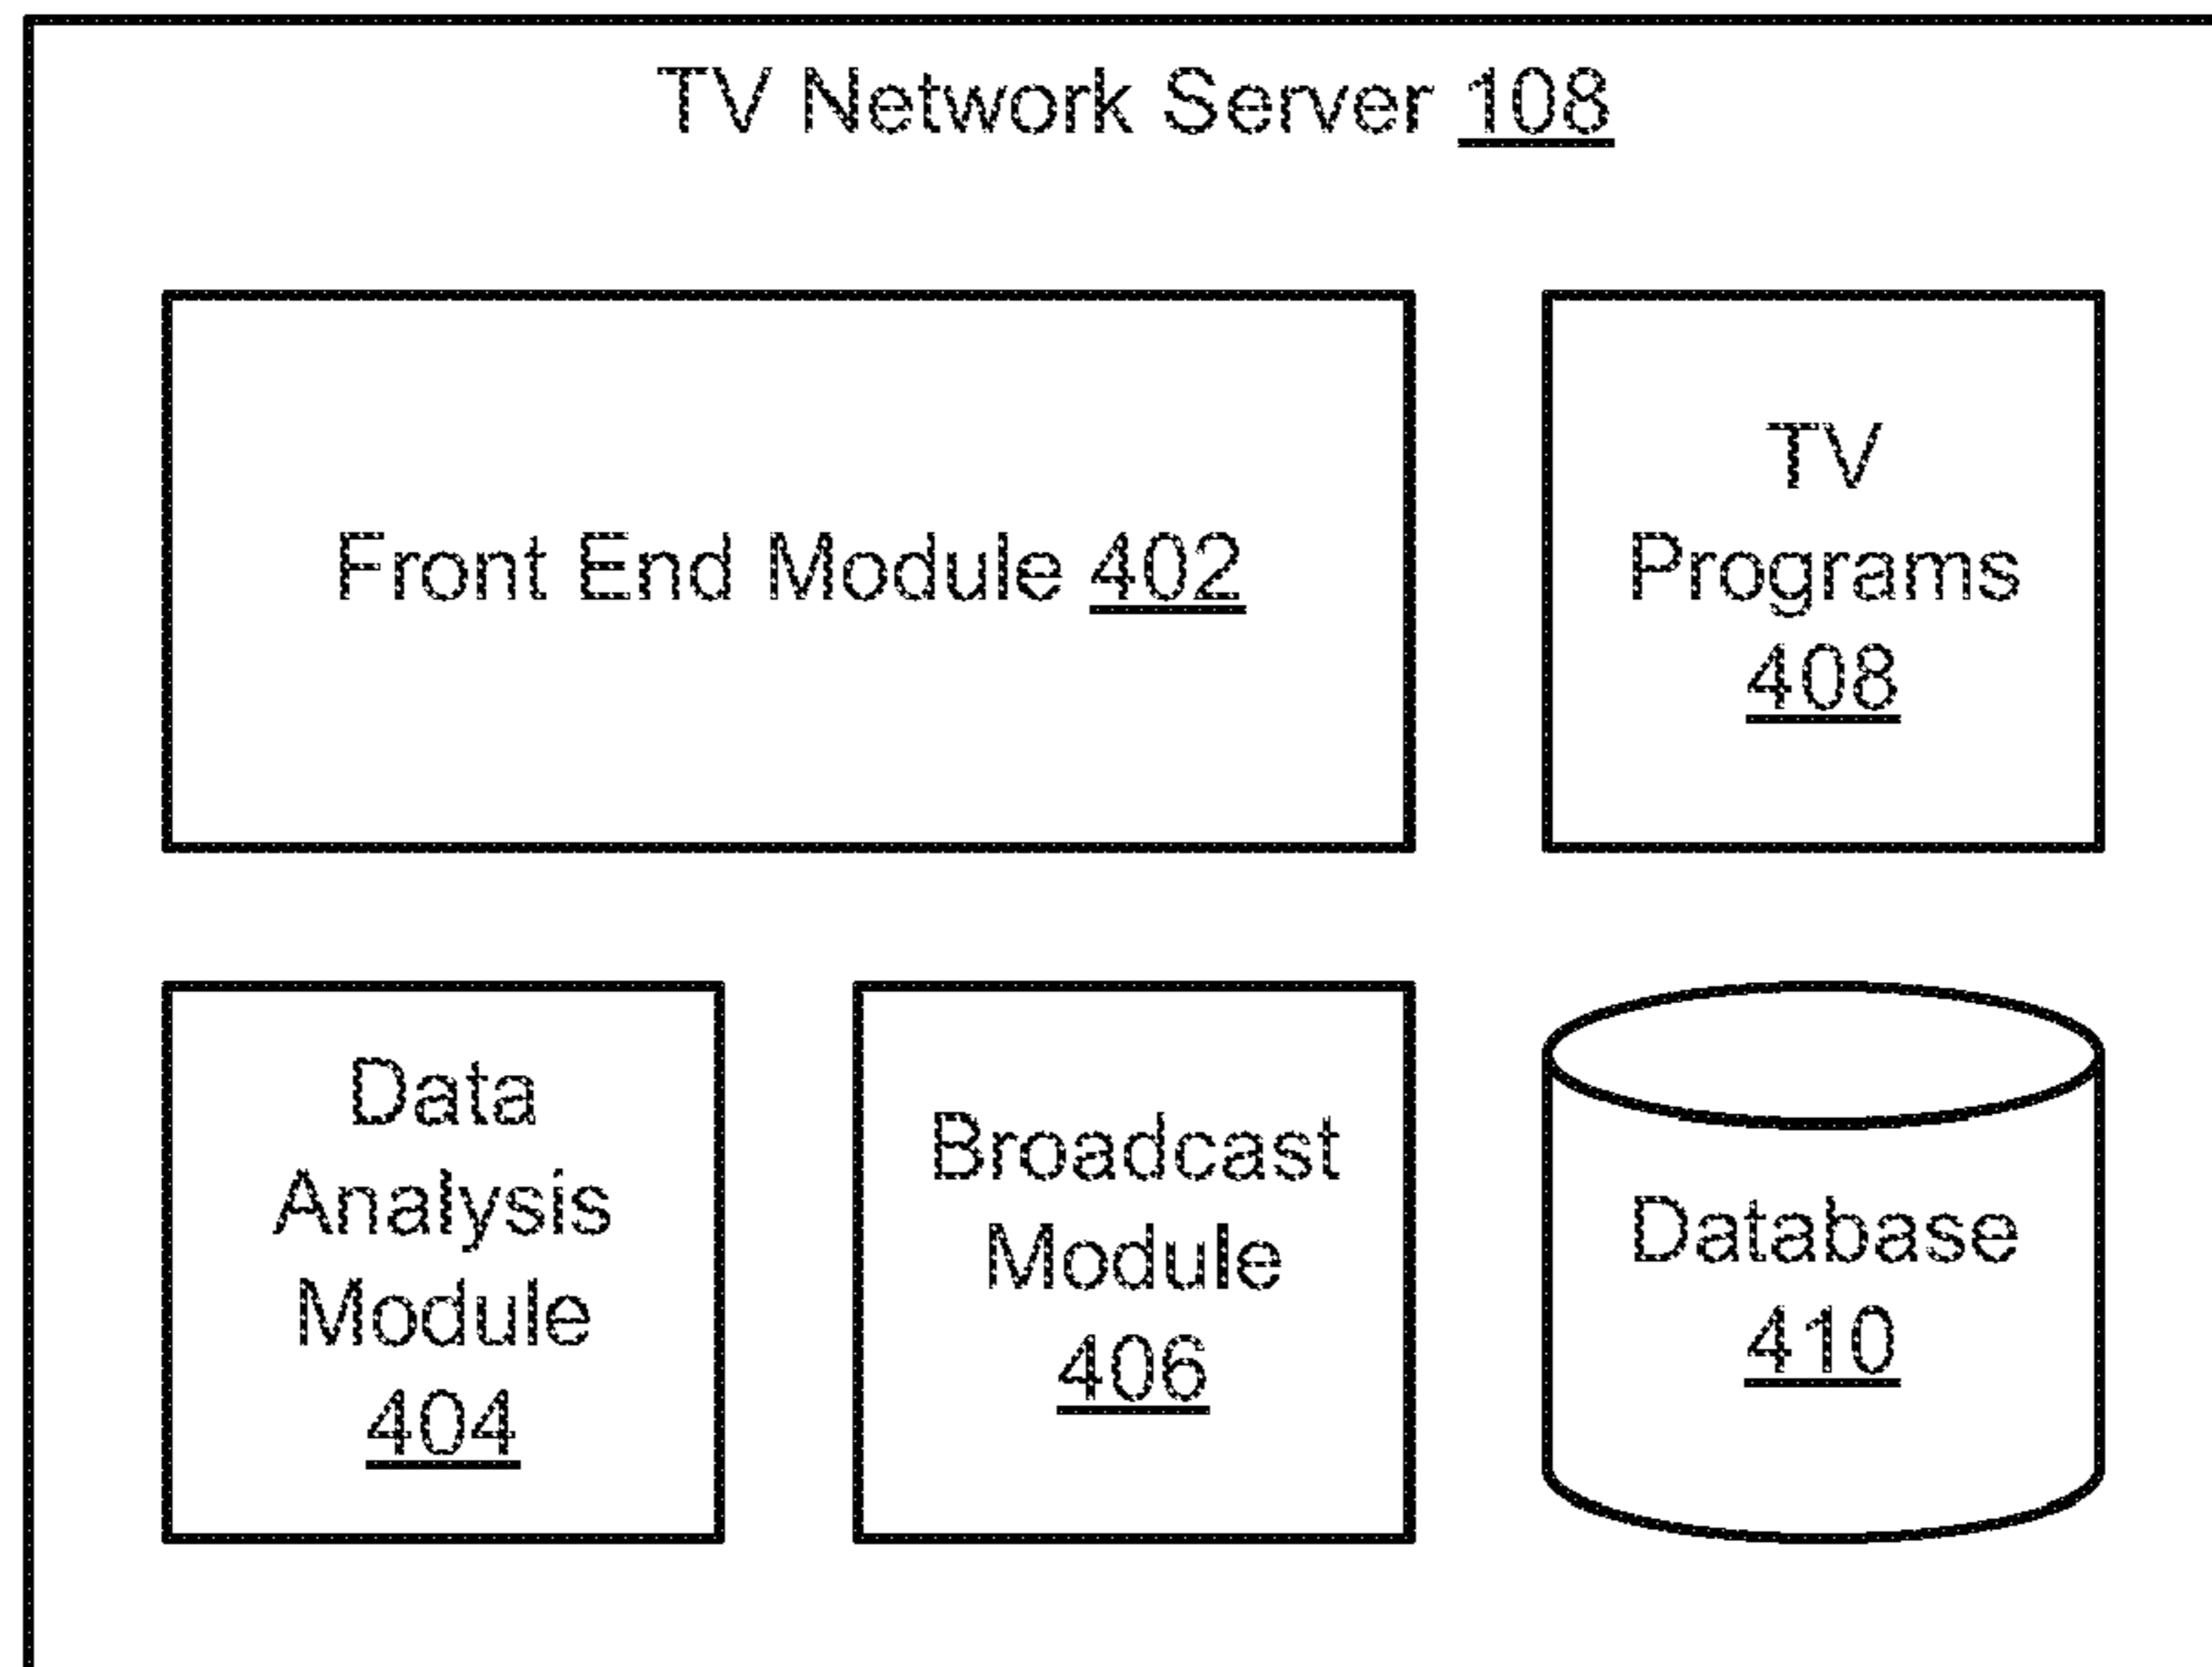 TV Network Server 108
Front End Module 402
TV
Programs
408
Data
Analysis
Module
404
Broadcast
Module
406
Database
410